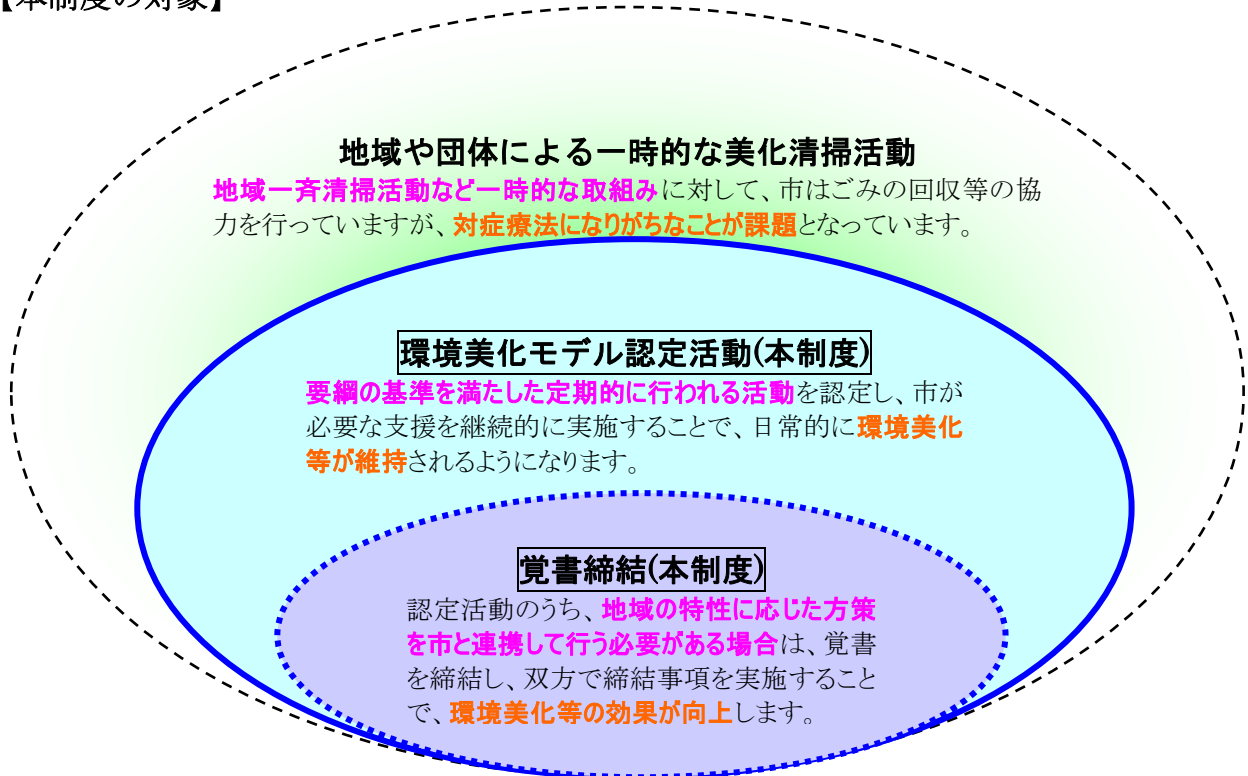 【本制度の対象】
地域や団体による一時的な美化清掃活動
地域一斉清掃活動など一時的な取組みに対して、市はごみの回収等の協
力を行っていますが、対症療法になりがちなことが課題となっています。
環境美化モデル認定活動(本制度)
要綱の基準を満たした定期的に行われる活動を認定し、市が
必要な支援を継続的に実施することで、日常的に環境美化
等が維持されるようになります。
覚書締結(本制度)
認定活動のうち、地域の特性に応じた方策
を市と連携して行う必要がある場合は、覚書
を締結し、双方で締結事項を実施すること
で、環境美化等の効果が向上します。